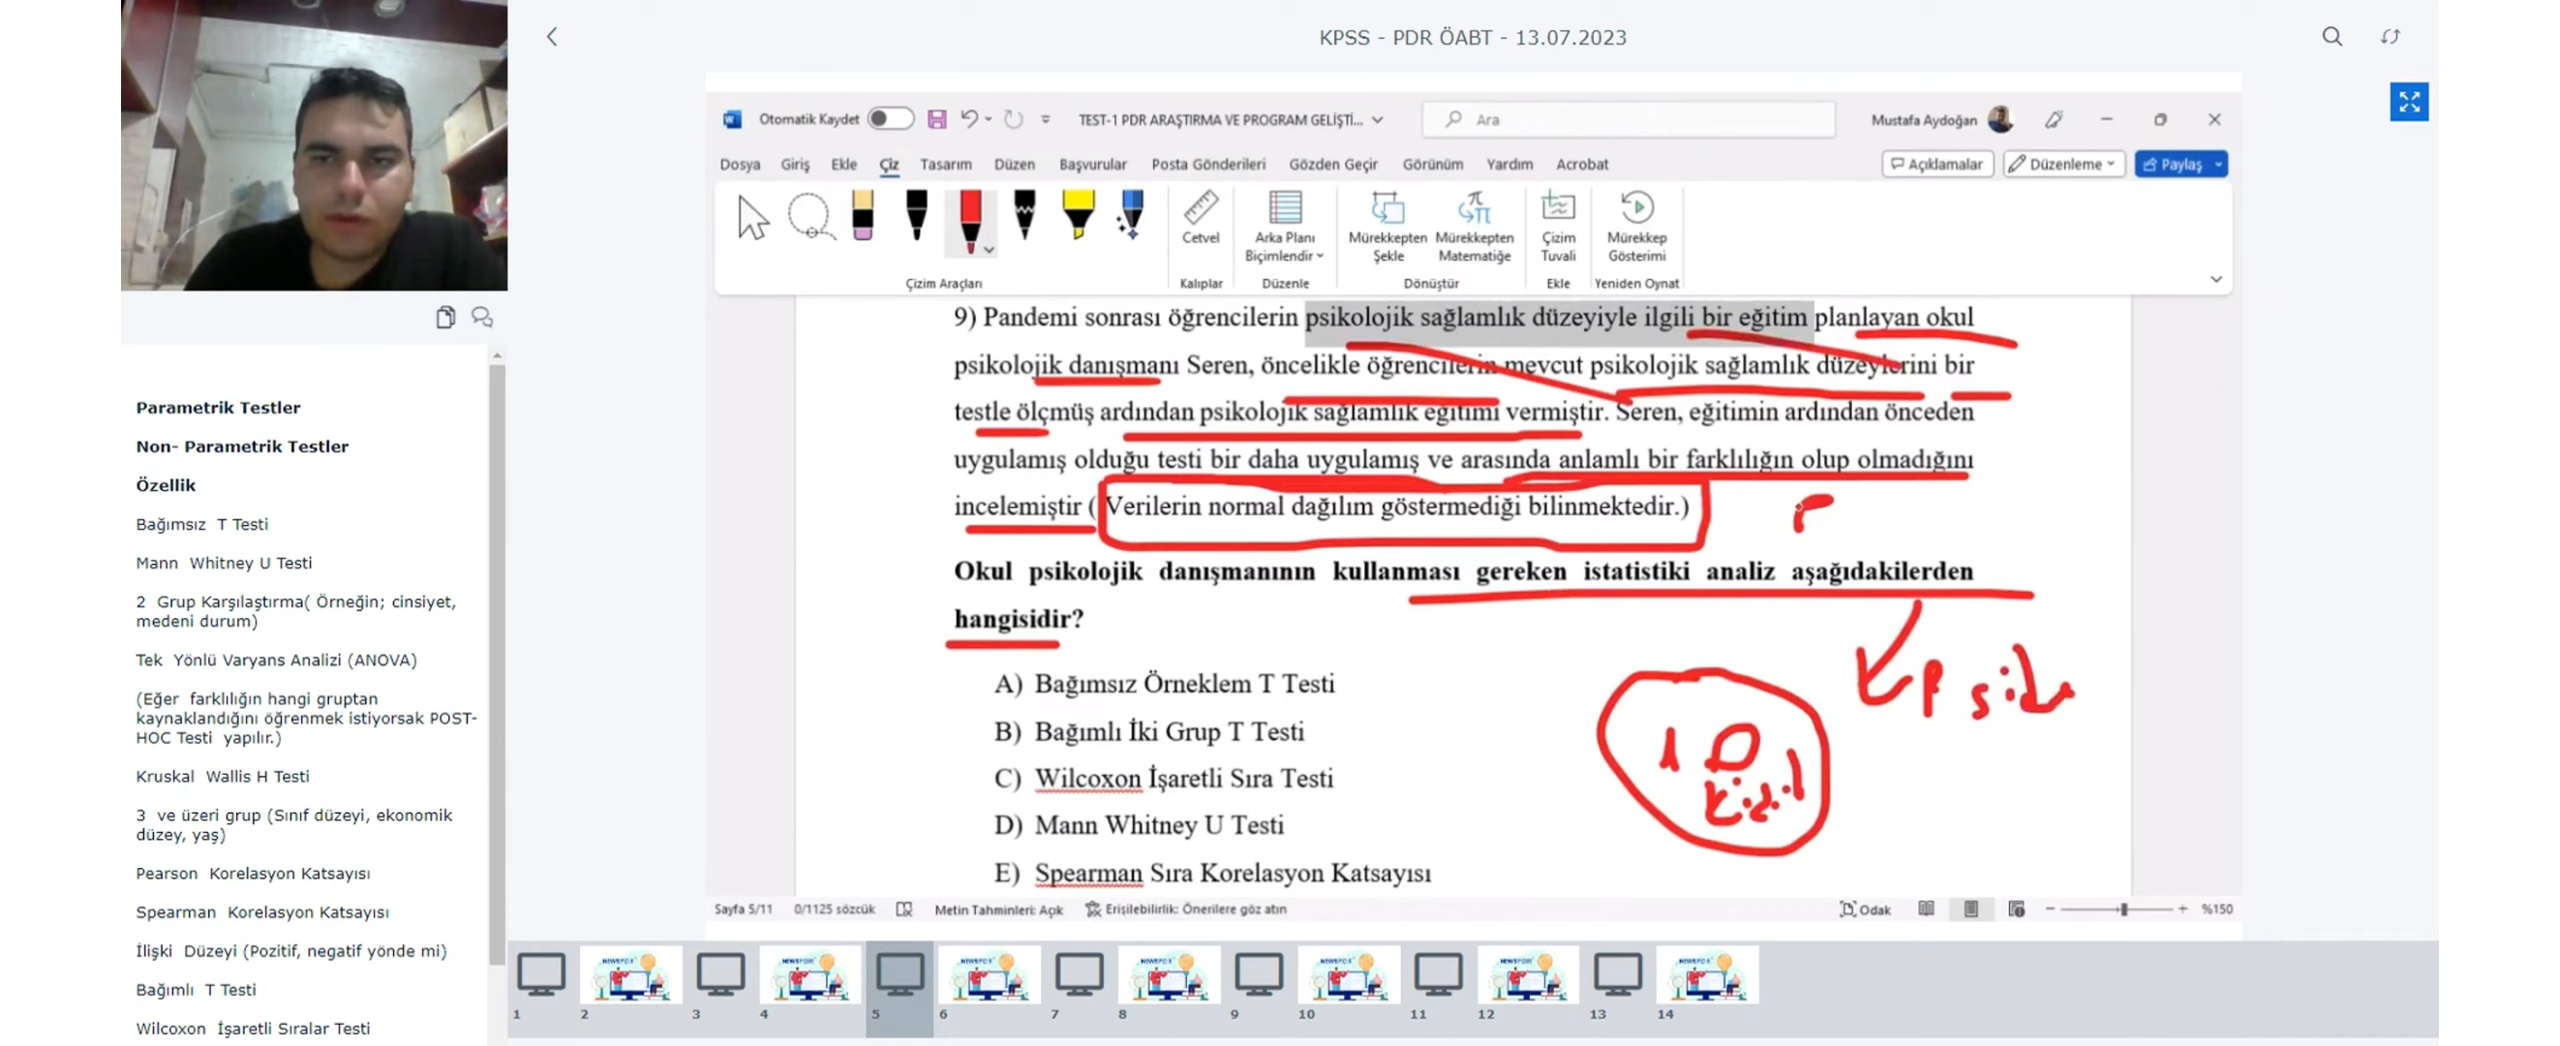 KPSS - PDR ÖABT - 13.07.2023
Otomatik Kaydet
TEST-1 PDR ARAŞTIRMA VE PROGRAM GELİŞTİ...
Ara
Mustafa Aydoğan
Dosya Giriş Ekle Çiz Tasarım Düzen Başvurular Posta Gönderileri Gözden Geçir Görünüm Yardım Acrobat
Açıklamalar Düzenleme Paylaş
Cetvel
Arka Planı Biçimlendir
Mürekkepten Şekle
Mürekkepten Matematiğe
Çizim Tuvali
Mürekkep Gösterimi
Çizim Araçları Kalıplar Düzenle Dönüştür Ekle Yeniden Oynat
9) Pandemi sonrası öğrencilerin psikolojik sağlamlık düzeyiyle ilgili bir eğitim planlayan okul
psikolojik danışmanı Seren, öncelikle öğrencilerin mevcut psikolojik sağlamlık düzeylerini bir
testle ölçmüş ardından psikolojik sağlamlık eğitimi vermiştir. Seren, eğitimin ardından önceden
uygulamış olduğu testi bir daha uygulamış ve arasında anlamlı bir farklılığın olup olmadığını
incelemiştir ( Verilerin normal dağılım göstermediği bilinmektedir.)
Okul psikolojik danışmanının kullanması gereken istatistiki analiz aşağıdakilerden
hangisidir?
A) Bağımsız Örneklem T Testi
B) Bağımlı İki Grup T Testi
C) Wilcoxon İşaretli Sıra Testi
D) Mann Whitney U Testi
E) Spearman Sıra Korelasyon Katsayısı
Sayfa 5/11 0/1125 sözcük Metin Tahminleri: Açık Erişilebilirlik: Önerilere göz atın
Odak
%150
Parametrik Testler
Non- Parametrik Testler
Özellik
Bağımsız T Testi
Mann Whitney U Testi
2 Grup Karşılaştırma( Örneğin; cinsiyet,
medeni durum)
Tek Yönlü Varyans Analizi (ANOVA)
(Eğer farklılığın hangi gruptan
kaynaklandığını öğrenmek istiyorsak POST-
HOC Testi yapılır.)
Kruskal Wallis H Testi
3 ve üzeri grup (Sınıf düzeyi, ekonomik
düzey, yaş)
Pearson Korelasyon Katsayısı
Spearman Korelasyon Katsayısı
İlişki Düzeyi (Pozitif, negatif yönde mi)
Bağımlı T Testi
Wilcoxon İşaretli Sıralar Testi
1 2 3 4 5 6 7 8 9 10 11 12 13 14